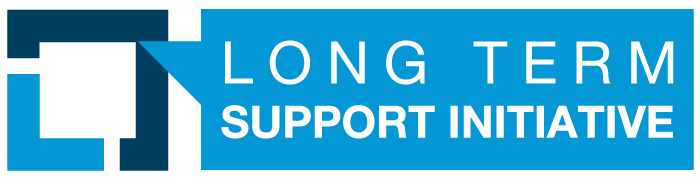 LONG TERM
SUPPORT INITIATIVE